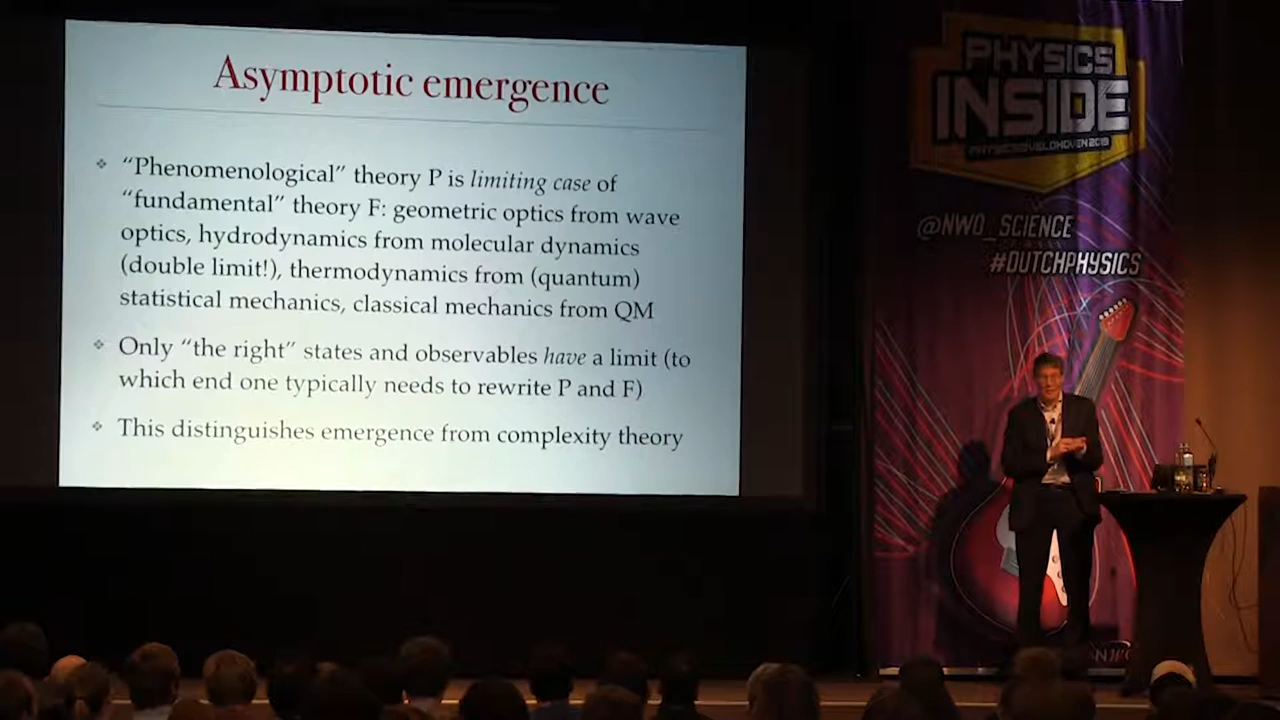 Asymptotic emergence
“Phenomenological” theory P is limiting case of
“fundamental” theory F: geometric optics from wave
optics, hydrodynamics from molecular dynamics
(double limit!), thermodynamics from (quantum)
statistical mechanics, classical mechanics from QM
Only “the right” states and observables have a limit (to
which end one typically needs to rewrite P and F)
This distinguishes emergence from complexity theory
PHYSICS
INSIDE
PHYSICS@VELDHOVEN 2019
@NWO_SCIENCE
#DUTCHPHYSICS